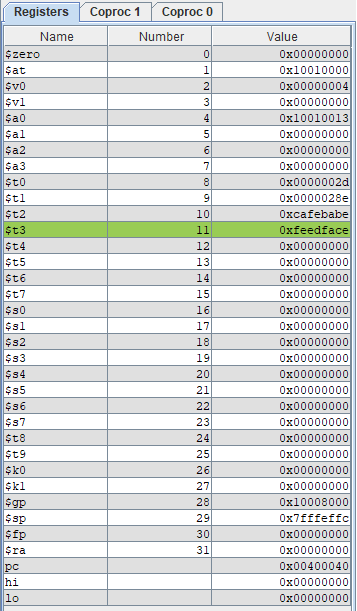 Registers Coproc 1 Coproc 0
Name Number Value
$zero 0 0x00000000
$at 1 0x10010000
$v0 2 0x00000004
$v1 3 0x00000000
$a0 4 0x10010013
$a1 5 0x00000000
$a2 6 0x00000000
$a3 7 0x00000000
$t0 8 0x0000002d
$t1 9 0x0000028e
$t2 10 0xcafebabe
$t3 11 0xfeedface
$t4 12 0x00000000
$t5 13 0x00000000
$t6 14 0x00000000
$t7 15 0x00000000
$s0 16 0x00000000
$s1 17 0x00000000
$s2 18 0x00000000
$s3 19 0x00000000
$s4 20 0x00000000
$s5 21 0x00000000
$s6 22 0x00000000
$s7 23 0x00000000
$t8 24 0x00000000
$t9 25 0x00000000
$k0 26 0x00000000
$k1 27 0x00000000
$gp 28 0x10008000
$sp 29 0x7fffeffc
$fp 30 0x00000000
$ra 31 0x00000000
pc 0x00400040
hi 0x00000000
lo 0x00000000